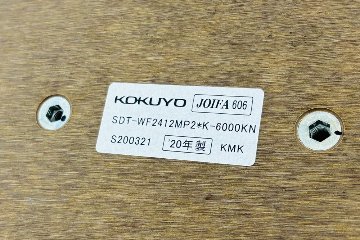 KOKUYO JOIFA 606
SDT-WF2412MP2*K-6000KN
S200321 '20年製 KMK